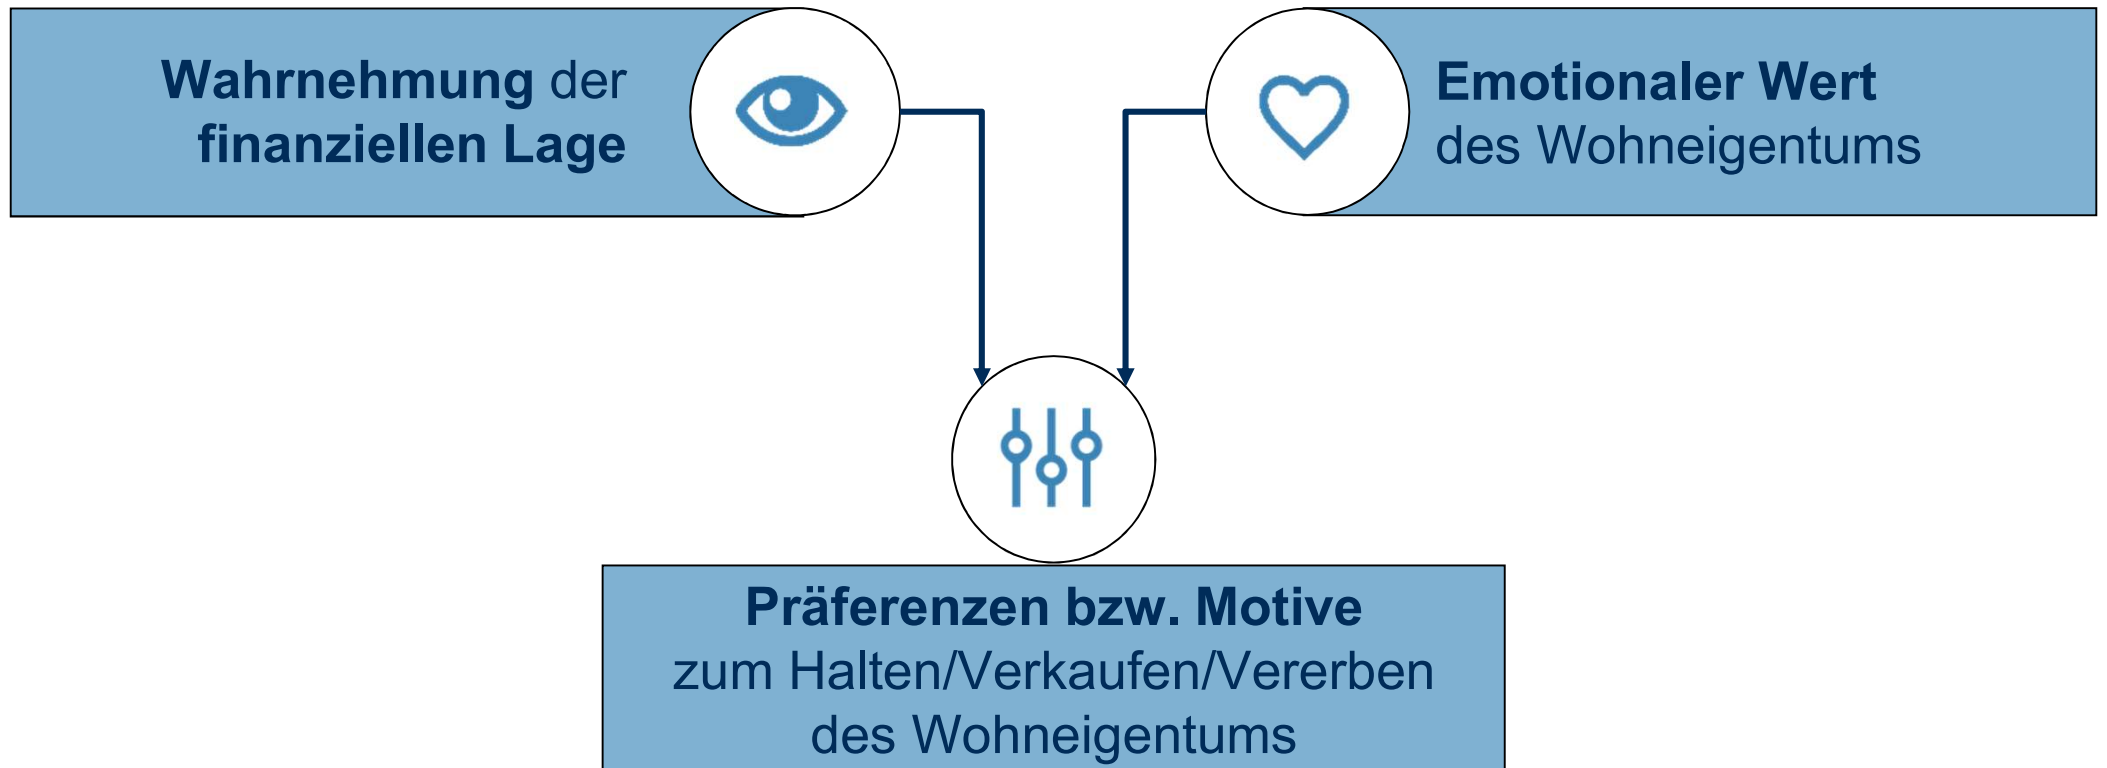 Wahrnehmung der
finanziellen Lage
Emotionaler Wert
des Wohneigentums
Präferenzen bzw. Motive
zum Halten/Verkaufen/Vererben
des Wohneigentums